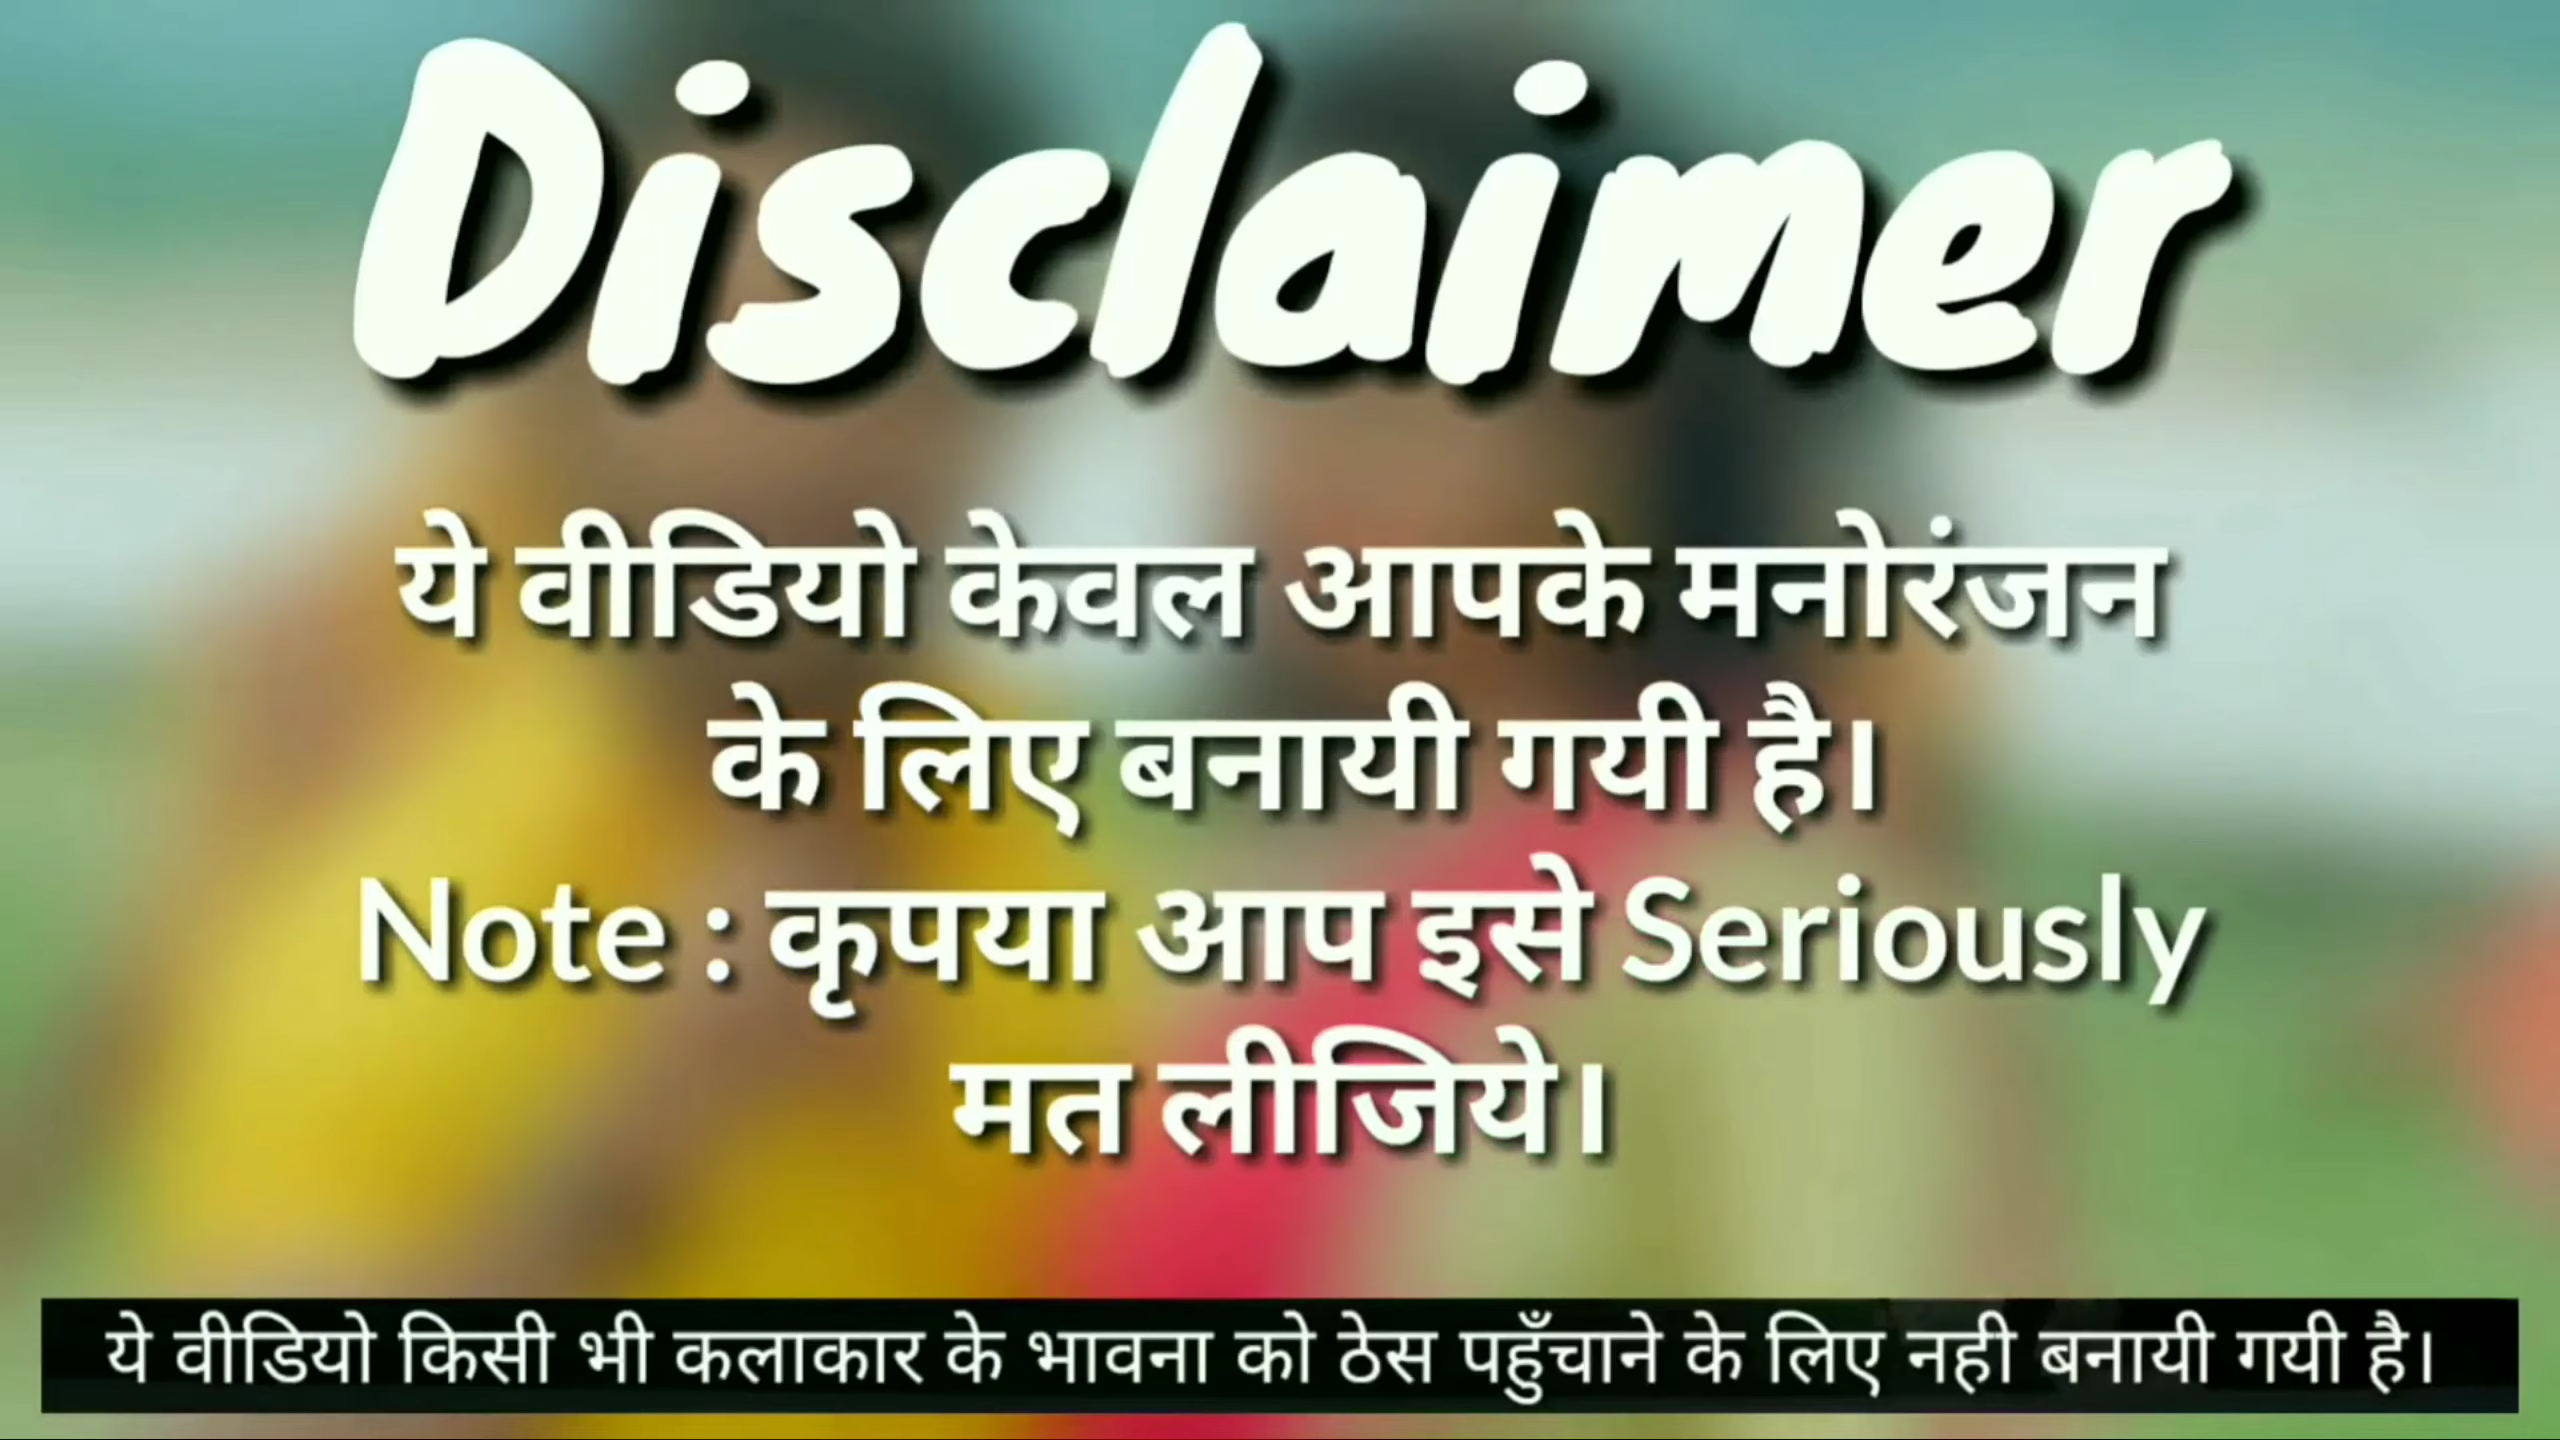 Disclaimer
ये वीडियो केवल आपके मनोरंजन
के लिए बनायी गयी है।
Note : कृपया आप इसे Seriously
मत लीजिये।
ये वीडियो किसी भी कलाकार के भावना को ठेस पहुँचाने के लिए नही बनायी गयी है।